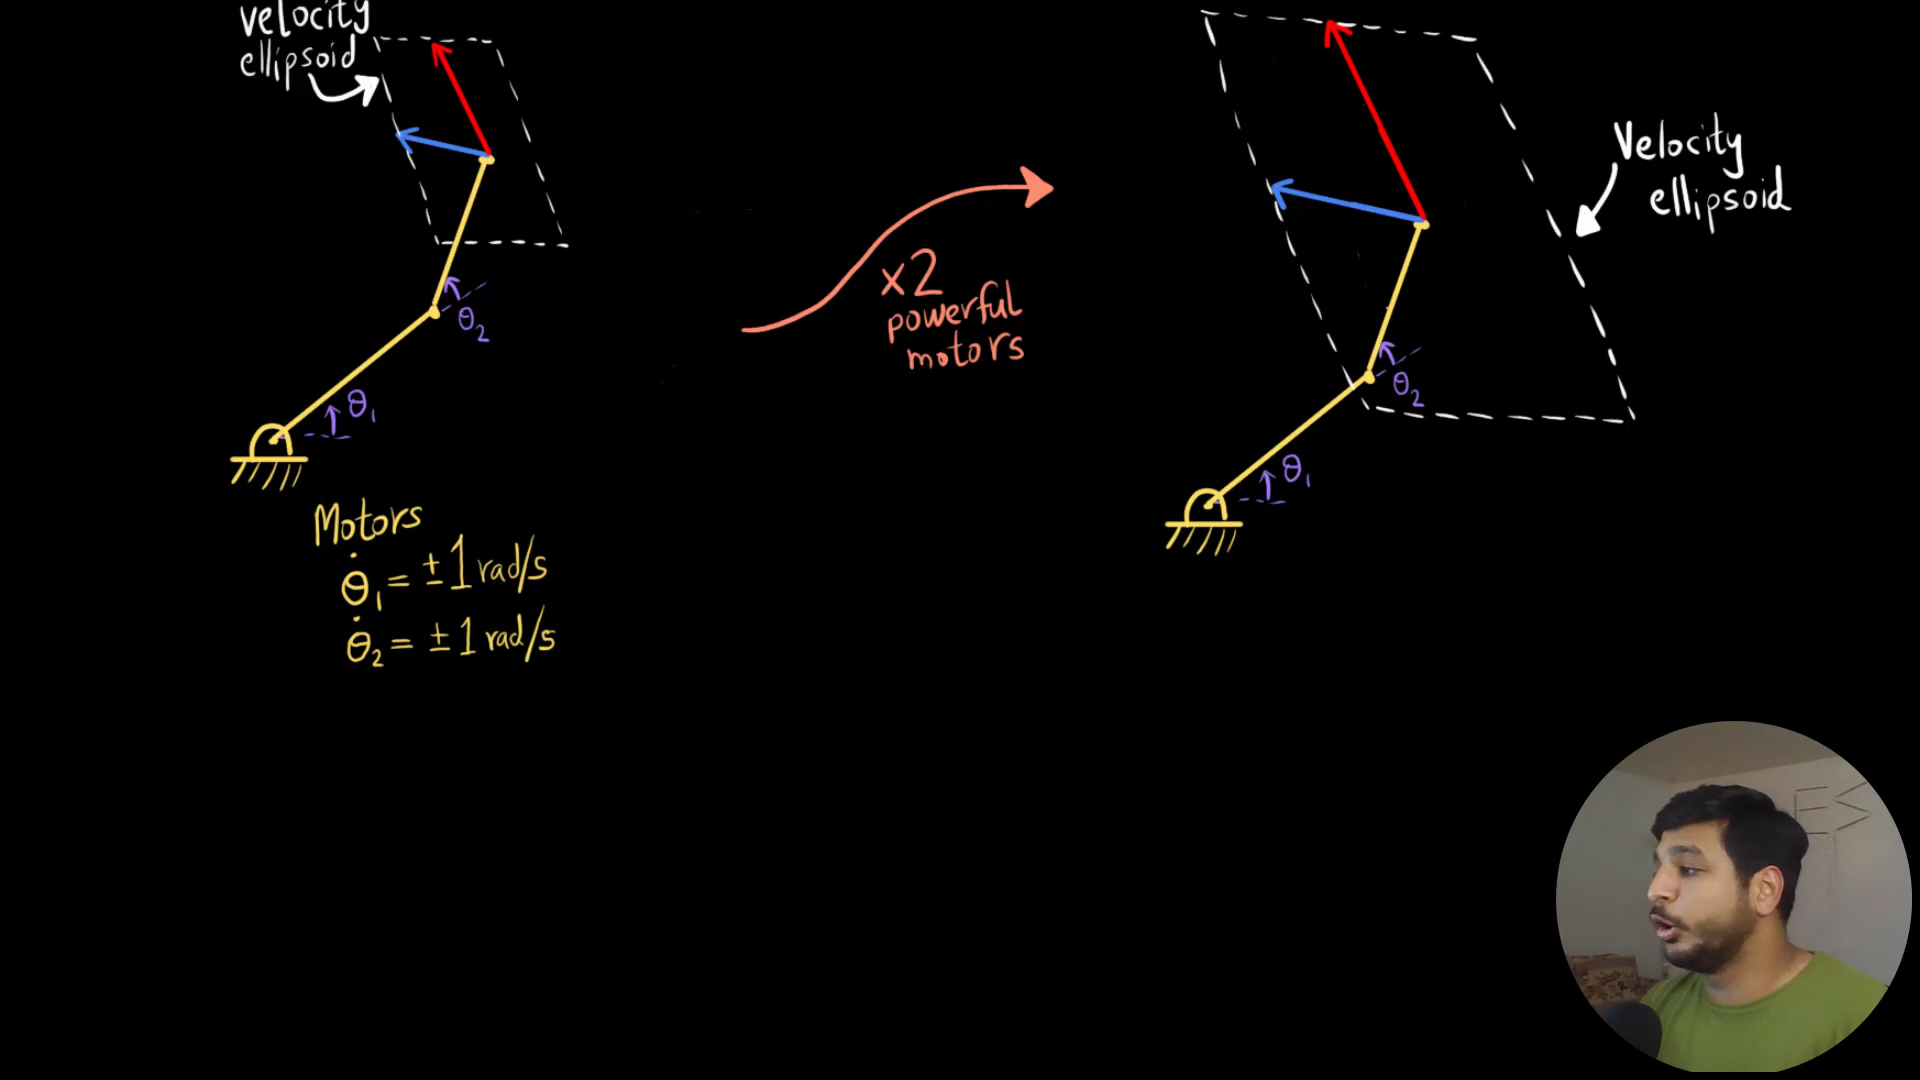 velocity
ellipsoid
θ₂
θ₁
Motors
θ̇₁ = ±1 rad/s
θ̇₂ = ±1 rad/s
x2
powerful
motors
Velocity
ellipsoid
θ₂
θ₁